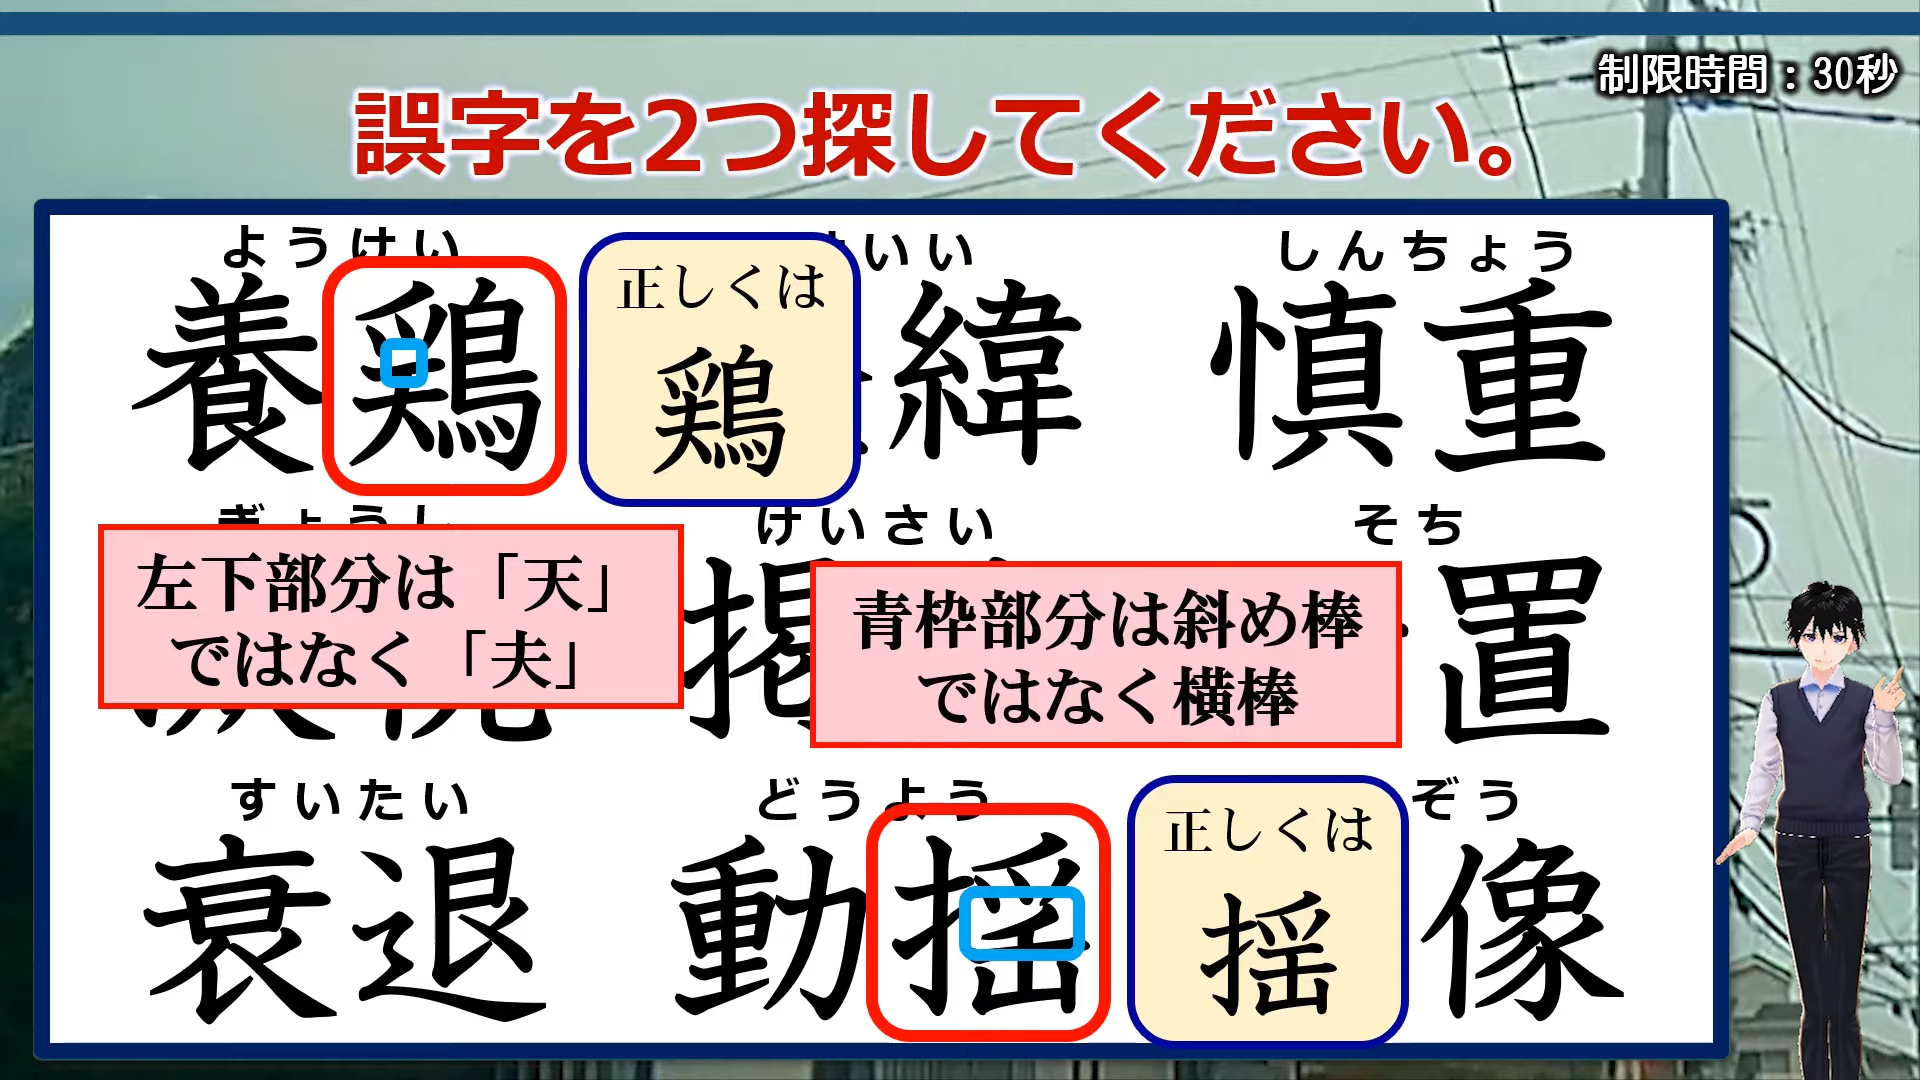 制限時間：30秒
誤字を2つ探してください。
ようけい
いい
しんちょう
養鶏
正しくは
鶏
緯
慎重
ぎょうし
けいさい
そち
左下部分は「天」
ではなく「夫」
掲
青枠部分は斜め棒
ではなく横棒
置
すいたい
どうよう
ぞう
衰退
動揺
正しくは
揺
像